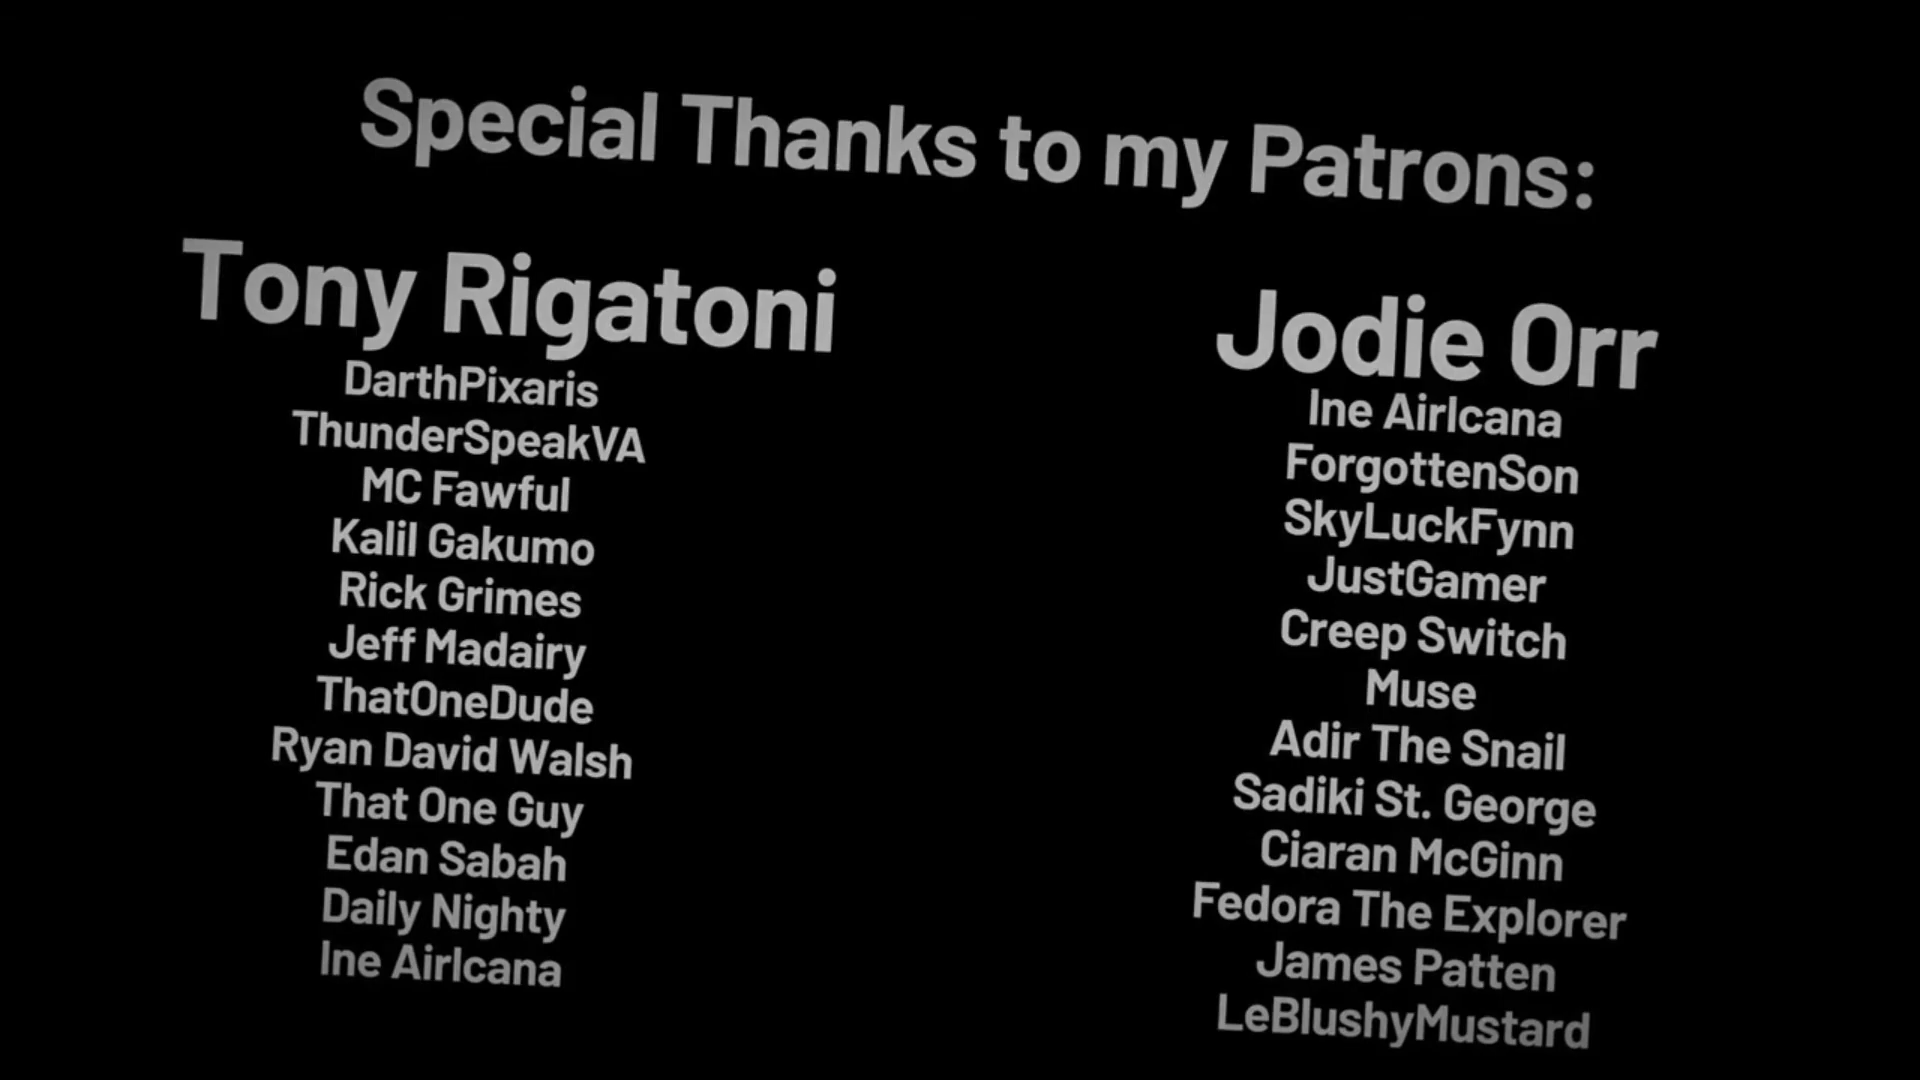 Special Thanks to my Patrons:
Tony Rigatoni
DarthPixaris
ThunderSpeakVA
MC Fawful
Kalil Gakumo
Rick Grimes
Jeff Madairy
ThatOneDude
Ryan David Walsh
That One Guy
Edan Sabah
Daily Nighty
Ine AirIcana
Jodie Orr
Ine AirIcana
ForgottenSon
SkyLuckFynn
JustGamer
Creep Switch
Muse
Adir The Snail
Sadiki St. George
Ciaran McGinn
Fedora The Explorer
James Patten
LeBlushyMustard